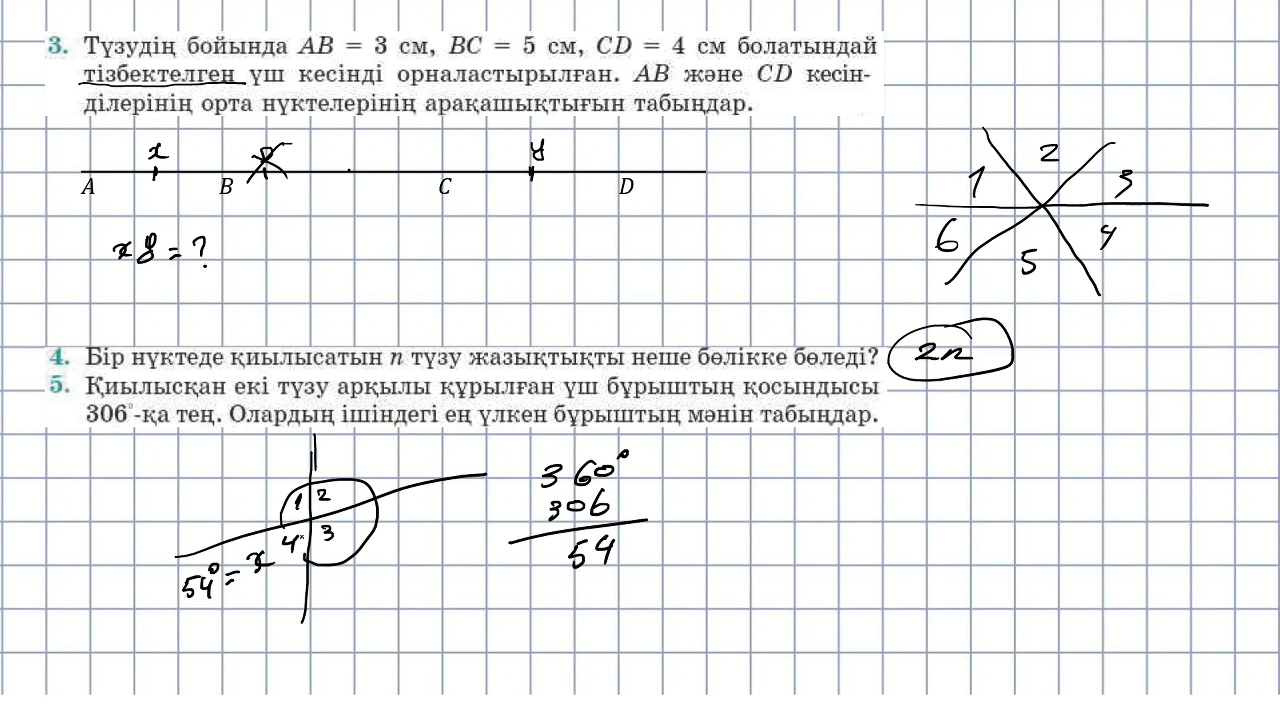 3. Түзудің бойында AB = 3 см, BC = 5 см, CD = 4 см болатындай
тізбектелген үш кесінді орналастырылған. AB және CD кесін-
ділерінің орта нүктелерінің арақашықтығын табыңдар.
x y
A B C D
xy = ?
1 2 3
6 5 4
4. Бір нүктеде қиылысатын n түзу жазықтықты неше бөлікке бөледі? 2n
5. Қиылысқан екі түзу арқылы құрылған үш бұрыштың қосындысы
306°-қа тең. Олардың ішіндегі ең үлкен бұрыштың мәнін табыңдар.
1 2
4 3
54° = x
360°
306
54